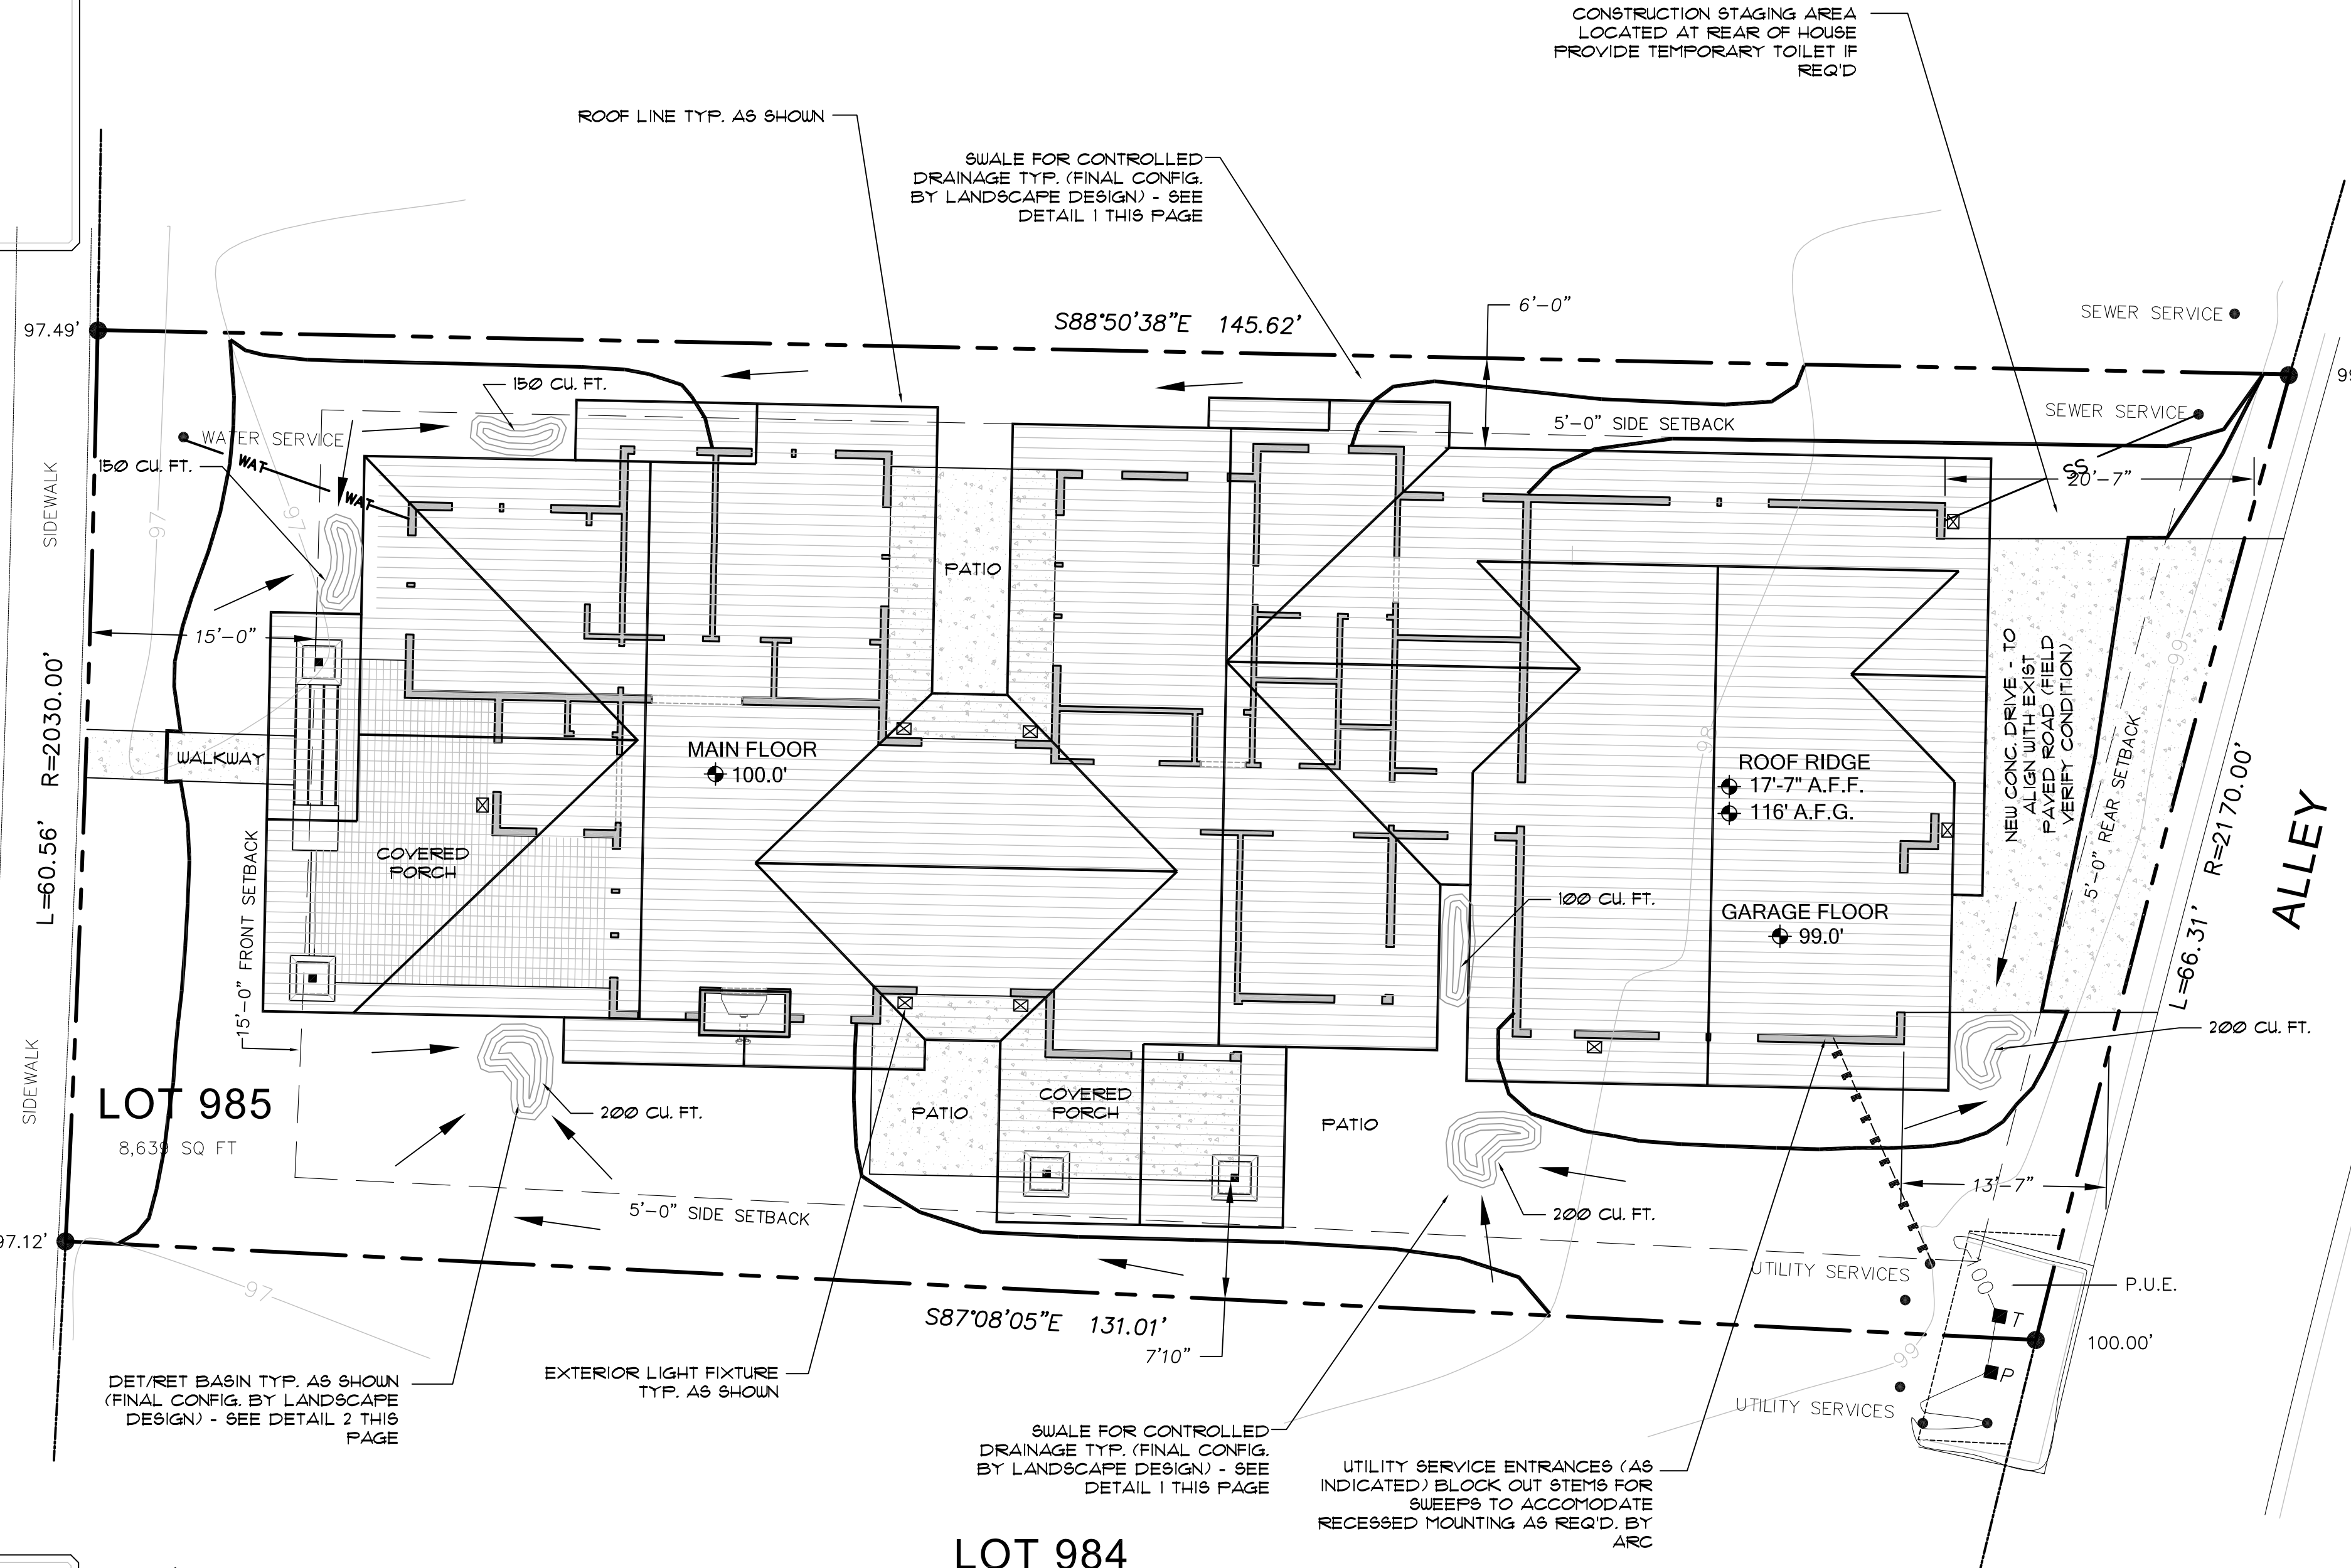 CONSTRUCTION STAGING AREA
LOCATED AT REAR OF HOUSE
PROVIDE TEMPORARY TOILET IF
REQ'D
ROOF LINE TYP. AS SHOWN
SWALE FOR CONTROLLED
DRAINAGE TYP. (FINAL CONFIG.
BY LANDSCAPE DESIGN) - SEE
DETAIL 1 THIS PAGE
6'-0"
SEWER SERVICE
97.49'
S88°50'38"E 145.62'
99
150 CU. FT.
SEWER SERVICE
5'-0" SIDE SETBACK
WATER SERVICE
150 CU. FT.
WAT
WAT
SS
20'-7"
SIDEWALK
97
97
PATIO
15'-0"
NEW CONC. DRIVE - TO
ALIGN WITH EXIST
PAVED ROAD (FIELD
VERIFY CONDITION)
99
98
L=60.56' R=2030.00'
WALKWAY
MAIN FLOOR
100.0'
ROOF RIDGE
17'-7" A.F.F.
116' A.F.G.
5'-0" REAR SETBACK
L=66.31' R=2170.00'
ALLEY
COVERED
PORCH
15'-0" FRONT SETBACK
100 CU. FT.
GARAGE FLOOR
99.0'
200 CU. FT.
SIDEWALK
LOT 985
8,639 SQ FT
200 CU. FT.
PATIO
COVERED
PORCH
PATIO
13'-7"
5'-0" SIDE SETBACK
200 CU. FT.
97.12'
97
UTILITY SERVICES
100
P.U.E.
T
S87°08'05"E 131.01'
7'10"
99
100.00'
P
UTILITY SERVICES
DET/RET BASIN TYP. AS SHOWN
(FINAL CONFIG. BY LANDSCAPE
DESIGN) - SEE DETAIL 2 THIS
PAGE
EXTERIOR LIGHT FIXTURE
TYP. AS SHOWN
SWALE FOR CONTROLLED
DRAINAGE TYP. (FINAL CONFIG.
BY LANDSCAPE DESIGN) - SEE
DETAIL 1 THIS PAGE
UTILITY SERVICE ENTRANCES (AS
INDICATED) BLOCK OUT STEMS FOR
SWEEPS TO ACCOMODATE
RECESSED MOUNTING AS REQ'D. BY
ARC
LOT 984